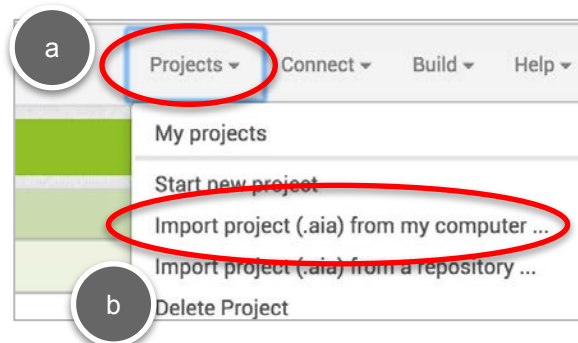 a
Projects Connect Build Help
My projects
Start new project
Import project (.aia) from my computer ...
Import project (.aia) from a repository ...
b
Delete Project